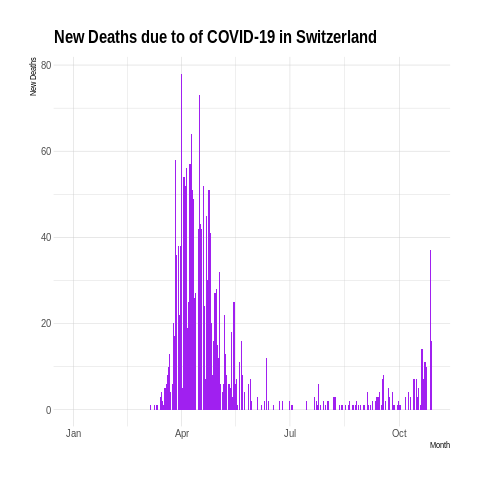 New Deaths due to of COVID-19 in Switzerland
New Deaths
80
60
40
20
0
Jan Apr Jul Oct
Month